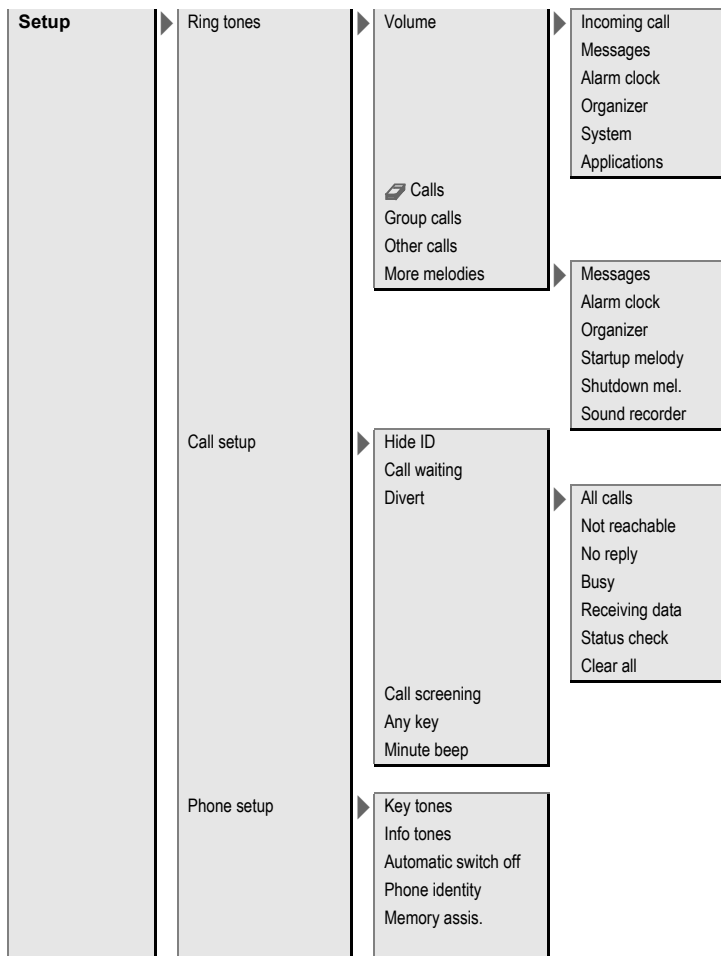 Setup
Ring tones
Volume
Incoming call
Messages
Alarm clock
Organizer
System
Applications
Calls
Group calls
Other calls
More melodies
Messages
Alarm clock
Organizer
Startup melody
Shutdown mel.
Sound recorder
Call setup
Hide ID
Call waiting
Divert
All calls
Not reachable
No reply
Busy
Receiving data
Status check
Clear all
Call screening
Any key
Minute beep
Phone setup
Key tones
Info tones
Automatic switch off
Phone identity
Memory assis.